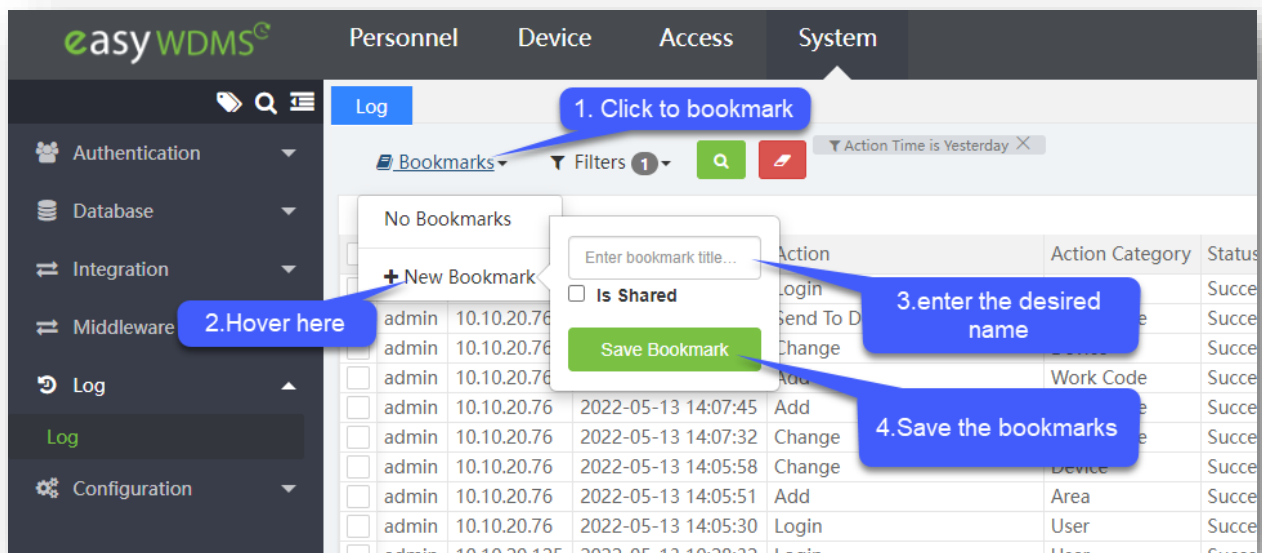 easy WDMS
Personnel Device Access System
Log
1. Click to bookmark
Authentication
Bookmarks Filters 1 Action Time is Yesterday
Database
No Bookmarks
Enter bookmark title...
Action Action Category Status
Integration
New Bookmark
Is Shared
Login Succe
2.Hover here
3.enter the desired
name
Middleware
admin 10.10.20.76 Send To D e Succe
Save Bookmark
admin 10.10.20.76 Change Succe
Log
admin 10.10.20.76 Add Work Code Succe
admin 10.10.20.76 2022-05-13 14:07:45 Add e Succe
4.Save the bookmarks
Log
admin 10.10.20.76 2022-05-13 14:07:32 Change e Succe
admin 10.10.20.76 2022-05-13 14:05:58 Change Device Succe
Configuration
admin 10.10.20.76 2022-05-13 14:05:51 Add Area Succe
admin 10.10.20.76 2022-05-13 14:05:30 Login User Succe